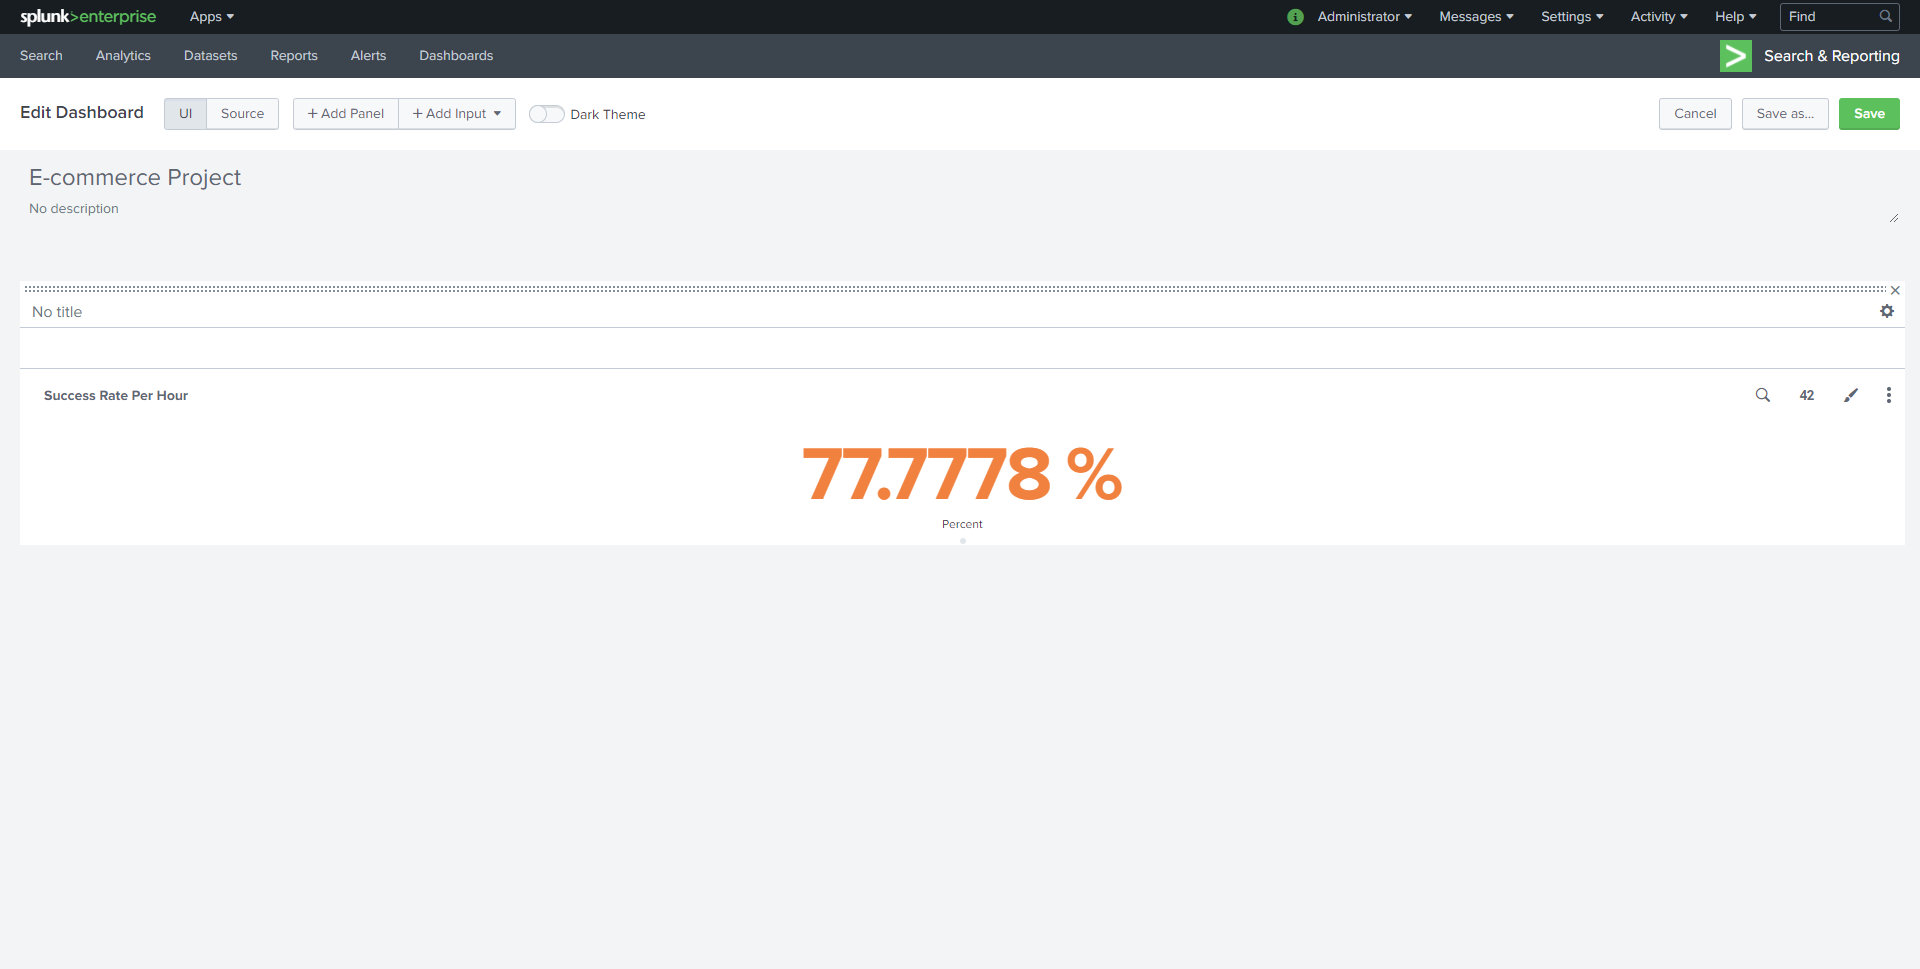 splunk>enterprise Apps Administrator Messages Settings Activity Help Find
Search Analytics Datasets Reports Alerts Dashboards Search & Reporting
Edit Dashboard UI Source + Add Panel + Add Input Dark Theme Cancel Save as... Save
E-commerce Project
No description
No title
Success Rate Per Hour 42
77.7778 %
Percent